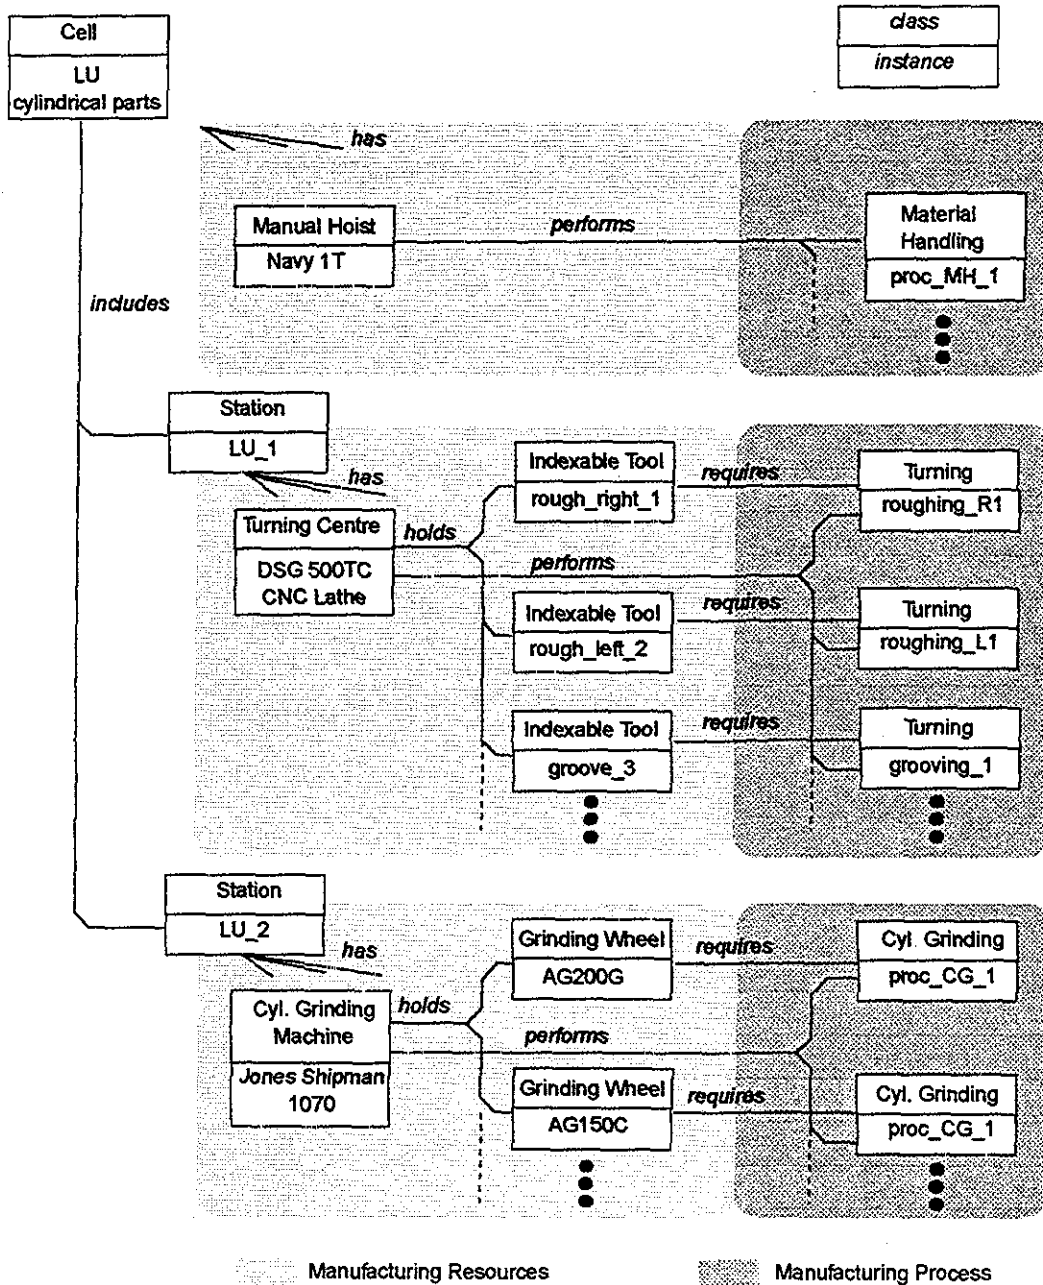 Cell
LU
cylindrical parts
class
instance
has
Manual Hoist
Navy 1T
performs
Material
Handling
proc_MH_1
includes
Station
LU_1
has
Turning Centre
DSG 500TC
CNC Lathe
holds
Indexable Tool
rough_right_1
requires
Turning
roughing_R1
performs
Indexable Tool
rough_left_2
requires
Turning
roughing_L1
Indexable Tool
groove_3
requires
Turning
grooving_1
Station
LU_2
has
Cyl. Grinding
Machine
Jones Shipman
1070
holds
Grinding Wheel
AG200G
requires
Cyl. Grinding
proc_CG_1
performs
Grinding Wheel
AG150C
requires
Cyl. Grinding
proc_CG_1
Manufacturing Resources
Manufacturing Process